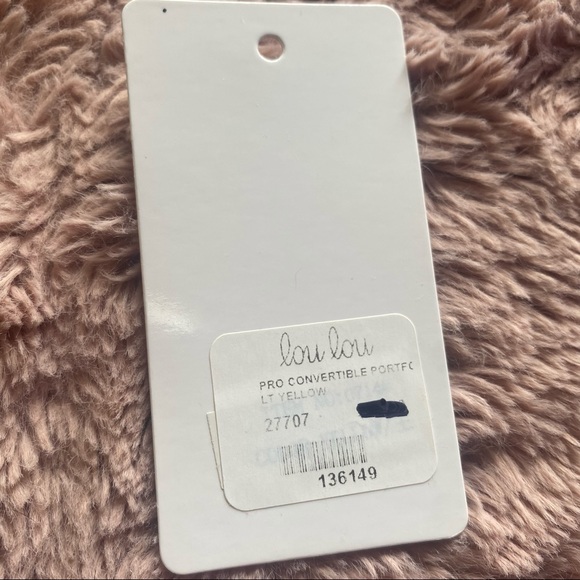 lou lou
PRO CONVERTIBLE PORTFO
LT YELLOW
27707
136149